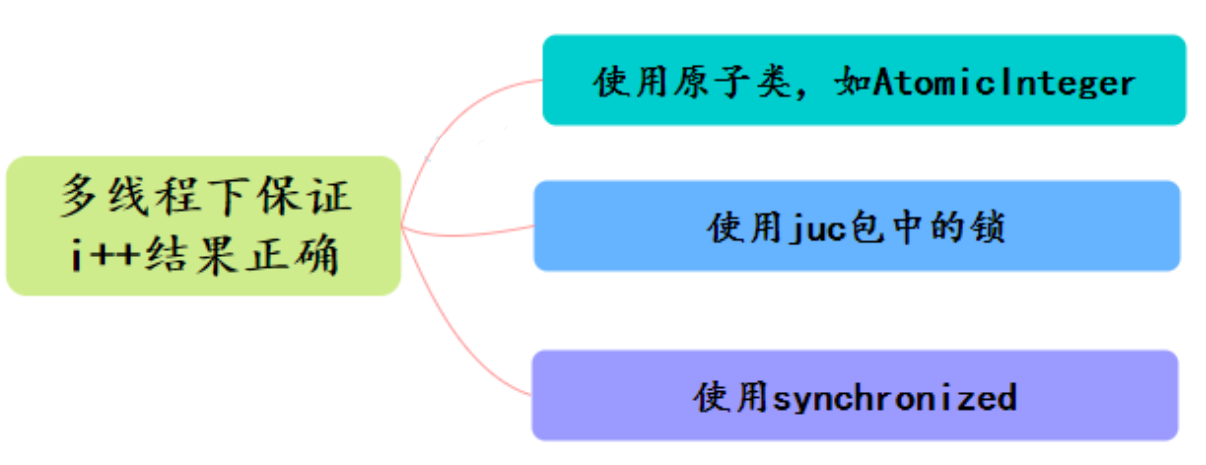 多线程下保证
i++结果正确
使用原子类，如AtomicInteger
使用juc包中的锁
使用synchronized